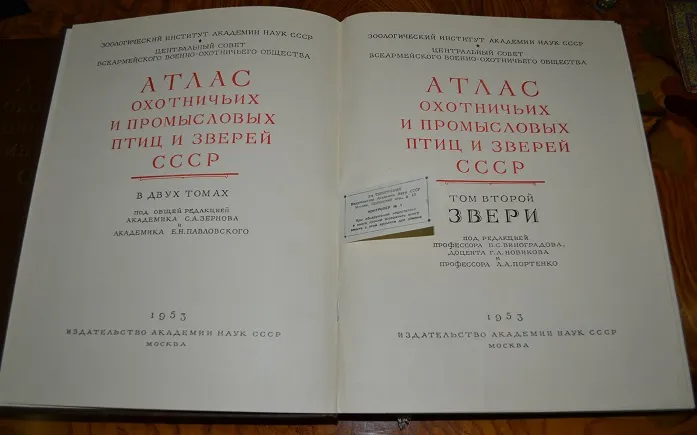 ЗООЛОГИЧЕСКИЙ ИНСТИТУТ АКАДЕМИИ НАУК СССР
ЦЕНТРАЛЬНЫЙ СОВЕТ
ВСЕАРМЕЙСКОГО ВОЕННО-ОХОТНИЧЬЕГО ОБЩЕСТВА
АТЛАС
ОХОТНИЧЬИХ
И ПРОМЫСЛОВЫХ
ПТИЦ И ЗВЕРЕЙ
СССР
В ДВУХ ТОМАХ
ПОД ОБЩЕЙ РЕДАКЦИЕЙ
АКАДЕМИКА С.А.ЗЕРНОВА
И
АКАДЕМИКА Е.Н.ПАВЛОВСКОГО
1953
ИЗДАТЕЛЬСТВО АКАДЕМИИ НАУК СССР
МОСКВА
ЗООЛОГИЧЕСКИЙ ИНСТИТУТ АКАДЕМИИ НАУК СССР
ЦЕНТРАЛЬНЫЙ СОВЕТ
ВСЕАРМЕЙСКОГО ВОЕННО-ОХОТНИЧЬЕГО ОБЩЕСТВА
АТЛАС
ОХОТНИЧЬИХ
И ПРОМЫСЛОВЫХ
ПТИЦ И ЗВЕРЕЙ
СССР
ТОМ ВТОРОЙ
ЗВЕРИ
ПОД РЕДАКЦИЕЙ
ПРОФЕССОРА Б.С.ВИНОГРАДОВА,
ДОЦЕНТА Г.А.НОВИКОВА
И
ПРОФЕССОРА Л.А.ПОРТЕНКО
1953
ИЗДАТЕЛЬСТВО АКАДЕМИИ НАУК СССР
МОСКВА